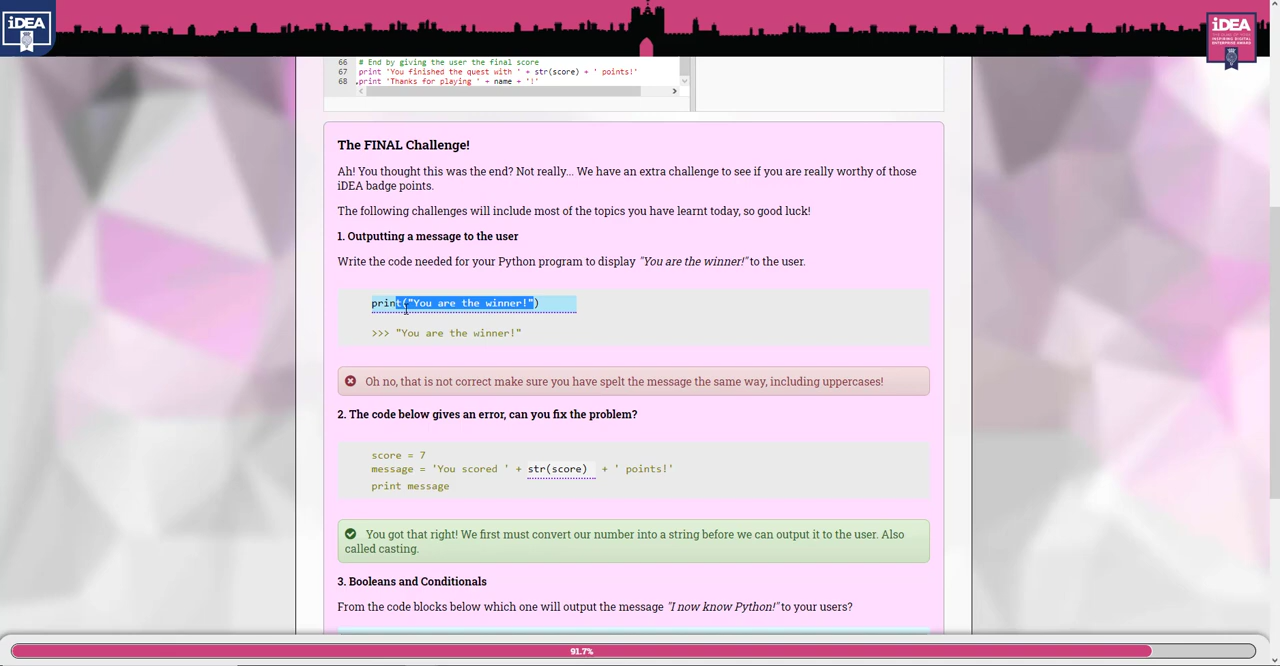 iDEA
iDEA
INSPIRING DIGITAL
ENTERPRISE AWARD
66 # End by giving the user the final score
67 print 'You finished the quest with ' + str(score) + ' points!'
68 print 'Thanks for playing ' + name + '!'
The FINAL Challenge!
Ah! You thought this was the end? Not really... We have an extra challenge to see if you are really worthy of those
iDEA badge points.
The following challenges will include most of the topics you have learnt today, so good luck!
1. Outputting a message to the user
Write the code needed for your Python program to display "You are the winner!" to the user.
print("You are the winner!")
>>> "You are the winner!"
Oh no, that is not correct make sure you have spelt the message the same way, including uppercases!
2. The code below gives an error, can you fix the problem?
score = 7
message = 'You scored ' + str(score) + ' points!'
print message
You got that right! We first must convert our number into a string before we can output it to the user. Also
called casting.
3. Booleans and Conditionals
From the code blocks below which one will output the message "I now know Python!" to your users?
91.7%